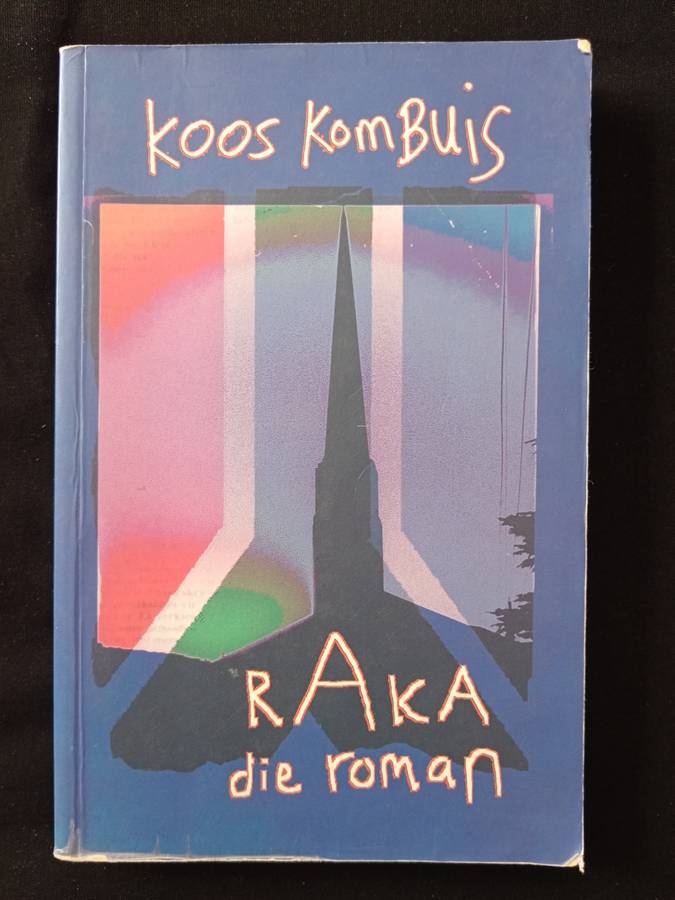 Koos Kombuis
RAKA
die roman